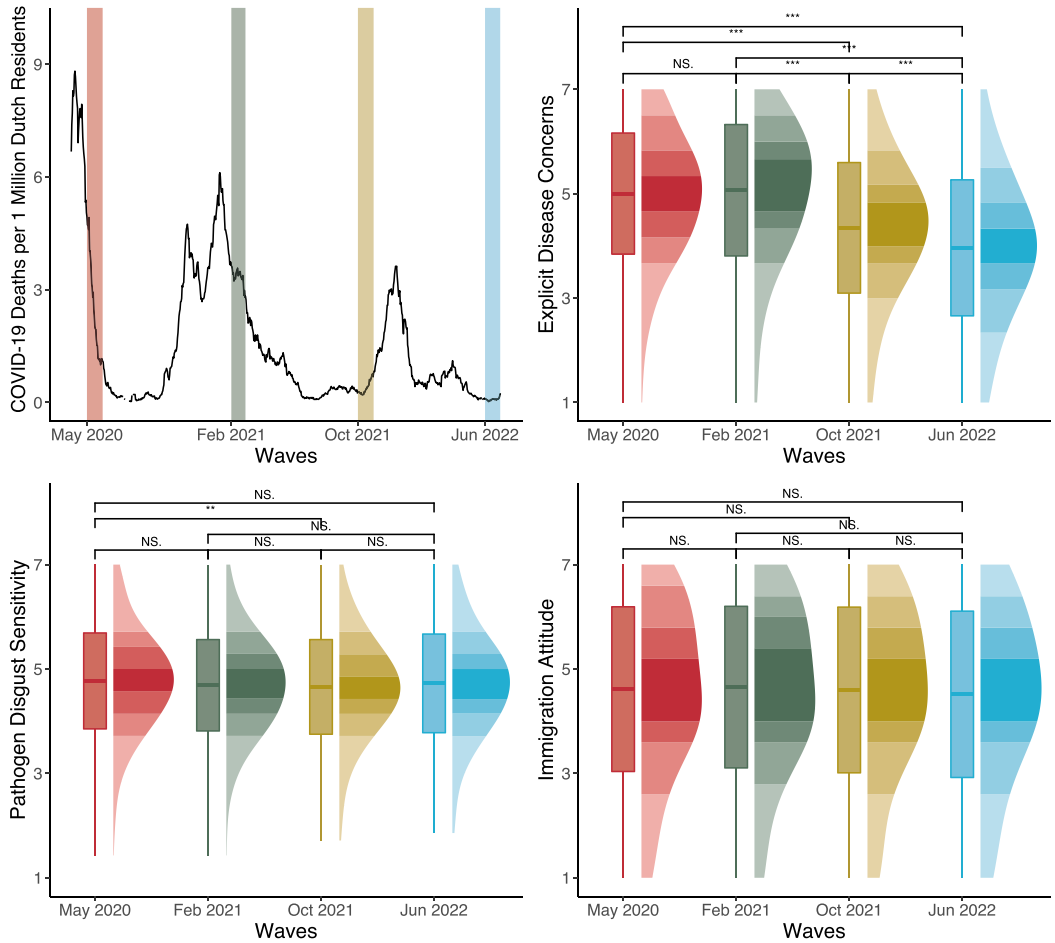 COVID-19 Deaths per 1 Million Dutch Residents
9
6
3
0
May 2020 Feb 2021 Oct 2021 Jun 2022
Waves
Explicit Disease Concerns
***
***
***
NS. *** ***
7
5
3
1
May 2020 Feb 2021 Oct 2021 Jun 2022
Waves
Pathogen Disgust Sensitivity
NS.
**
NS.
NS. NS. NS.
7
5
3
1
May 2020 Feb 2021 Oct 2021 Jun 2022
Waves
Immigration Attitude
NS.
NS.
NS.
NS. NS. NS.
7
5
3
1
May 2020 Feb 2021 Oct 2021 Jun 2022
Waves